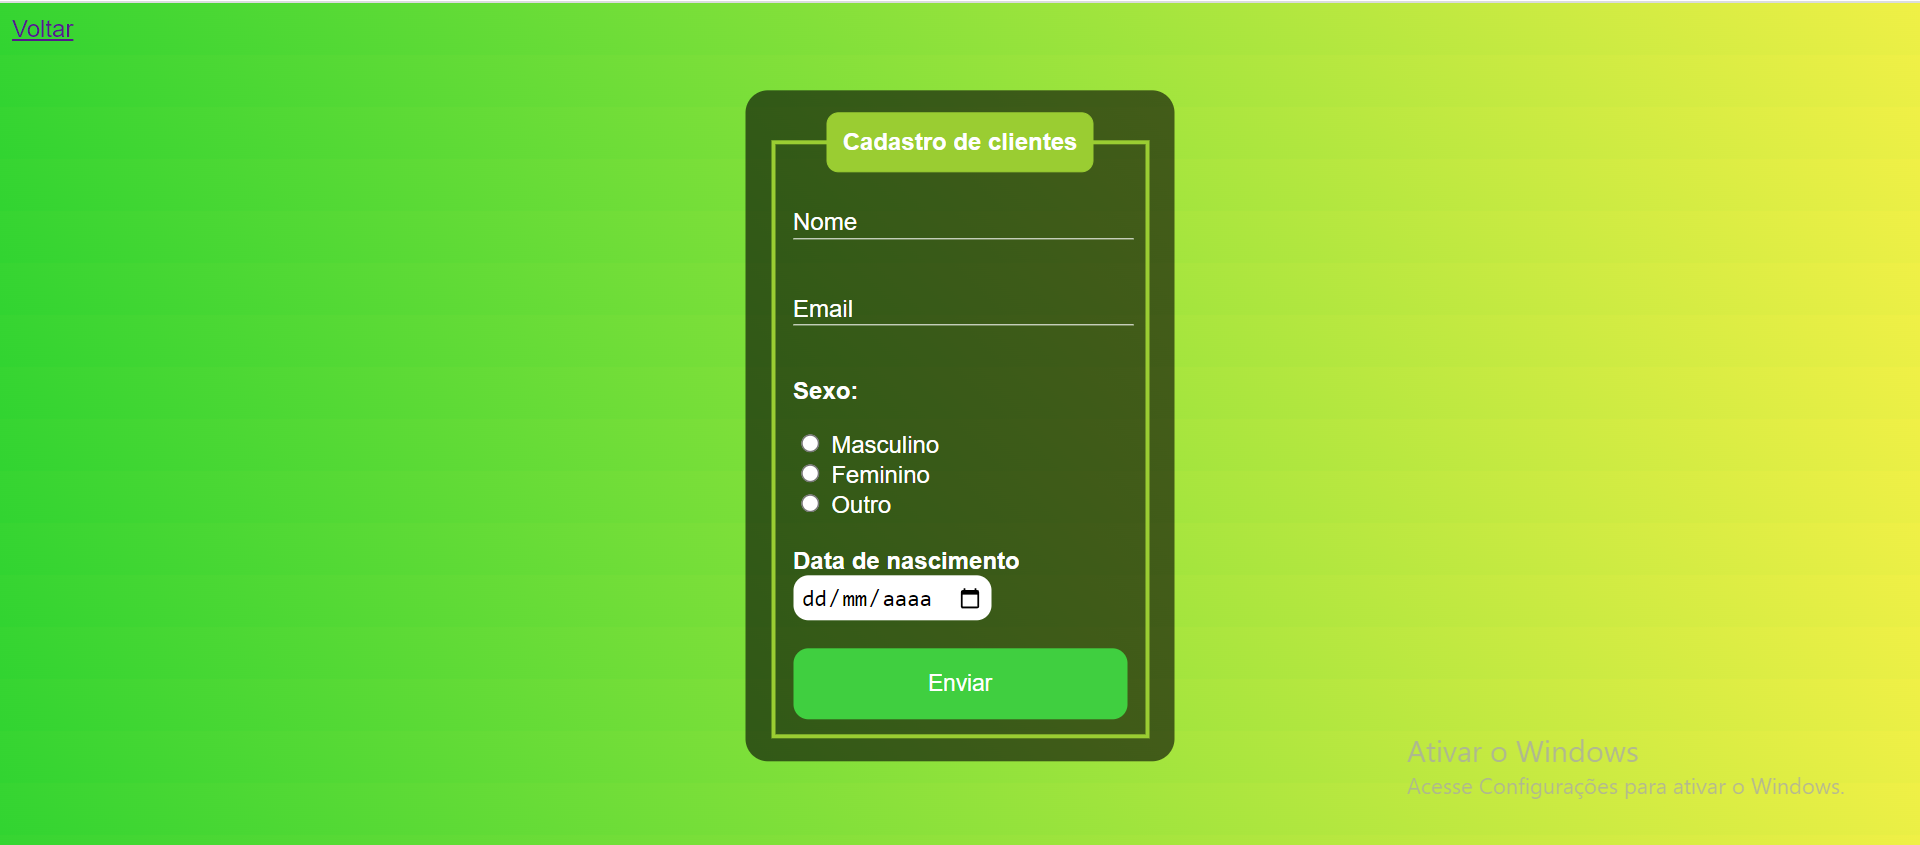 Voltar
Cadastro de clientes
Nome
Email
Sexo:
Masculino
Feminino
Outro
Data de nascimento
dd/mm/aaaa
Enviar
Ativar o Windows
Acesse Configurações para ativar o Windows.